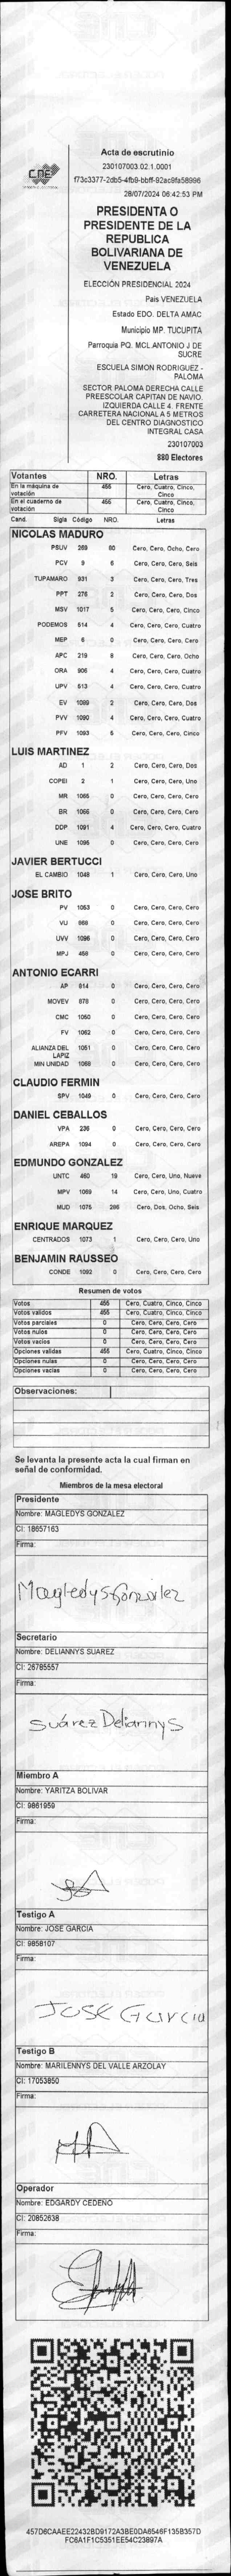 CNE
Acta de escrutinio
230107003.02.1.0001
f73c3377-2db5-4fb9-bbff-92ac9fa58996
28/07/2024 06:42:53 PM
PRESIDENTA O
PRESIDENTE DE LA
REPUBLICA
BOLIVARIANA DE
VENEZUELA
ELECCIÓN PRESIDENCIAL 2024
País VENEZUELA
Estado EDO. DELTA AMAC
Municipio MP. TUCUPITA
Parroquia PQ. MCL.ANTONIO J DE
SUCRE
ESCUELA SIMON RODRIGUEZ -
PALOMA
SECTOR PALOMA DERECHA CALLE
PREESCOLAR CAPITAN DE NAVIO.
IZQUIERDA CALLE 4. FRENTE
CARRETERA NACIONAL A 5 METROS
DEL CENTRO DIAGNOSTICO
INTEGRAL CASA
230107003
880 Electores
Votantes NRO. Letras
En la máquina de votación 455 Cero, Cuatro, Cinco, Cinco
En el cuaderno de votación 455 Cero, Cuatro, Cinco, Cinco
Cand. Sigla Código NRO. Letras
NICOLAS MADURO
PSUV 269 80 Cero, Cero, Ocho, Cero
PCV 9 6 Cero, Cero, Cero, Seis
TUPAMARO 931 3 Cero, Cero, Cero, Tres
PPT 276 2 Cero, Cero, Cero, Dos
MSV 1017 5 Cero, Cero, Cero, Cinco
PODEMOS 514 4 Cero, Cero, Cero, Cuatro
MEP 6 0 Cero, Cero, Cero, Cero
APC 219 8 Cero, Cero, Cero, Ocho
ORA 906 4 Cero, Cero, Cero, Cuatro
UPV 613 4 Cero, Cero, Cero, Cuatro
EV 1089 2 Cero, Cero, Cero, Dos
PVV 1090 4 Cero, Cero, Cero, Cuatro
PFV 1093 5 Cero, Cero, Cero, Cinco
LUIS MARTINEZ
AD 1 2 Cero, Cero, Cero, Dos
COPEI 2 1 Cero, Cero, Cero, Uno
MR 1065 0 Cero, Cero, Cero, Cero
BR 1056 0 Cero, Cero, Cero, Cero
DDP 1091 4 Cero, Cero, Cero, Cuatro
UNE 1095 0 Cero, Cero, Cero, Cero
JAVIER BERTUCCI
EL CAMBIO 1048 1 Cero, Cero, Cero, Uno
JOSE BRITO
PV 1053 0 Cero, Cero, Cero, Cero
VU 868 0 Cero, Cero, Cero, Cero
UVV 1096 0 Cero, Cero, Cero, Cero
MPJ 458 0 Cero, Cero, Cero, Cero
ANTONIO ECARRI
AP 814 0 Cero, Cero, Cero, Cero
MOVEV 878 0 Cero, Cero, Cero, Cero
CMC 1050 0 Cero, Cero, Cero, Cero
FV 1062 0 Cero, Cero, Cero, Cero
ALIANZA DEL LAPIZ 1051 0 Cero, Cero, Cero, Cero
MIN UNIDAD 1068 0 Cero, Cero, Cero, Cero
CLAUDIO FERMIN
SPV 1049 0 Cero, Cero, Cero, Cero
DANIEL CEBALLOS
VPA 236 0 Cero, Cero, Cero, Cero
AREPA 1094 0 Cero, Cero, Cero, Cero
EDMUNDO GONZALEZ
UNTC 460 19 Cero, Cero, Uno, Nueve
MPV 1069 14 Cero, Cero, Uno, Cuatro
MUD 1075 286 Cero, Dos, Ocho, Seis
ENRIQUE MARQUEZ
CENTRADOS 1073 1 Cero, Cero, Cero, Uno
BENJAMIN RAUSSEO
CONDE 1092 0 Cero, Cero, Cero, Cero
Resumen de votos
Votos 455 Cero, Cuatro, Cinco, Cinco
Votos validos 455 Cero, Cuatro, Cinco, Cinco
Votos parciales 0 Cero, Cero, Cero, Cero
Votos nulos 0 Cero, Cero, Cero, Cero
Votos vacios 0 Cero, Cero, Cero, Cero
Opciones validas 455 Cero, Cuatro, Cinco, Cinco
Opciones nulas 0 Cero, Cero, Cero, Cero
Opciones vacias 0 Cero, Cero, Cero, Cero
Observaciones:
Se levanta la presente acta la cual firman en
señal de conformidad.
Miembros de la mesa electoral
Presidente
Nombre: MAGLEDYS GONZALEZ
CI: 18657163
Firma:
Magledys Gonzalez
Secretario
Nombre: DELIANNYS SUAREZ
CI: 26785557
Firma:
Suárez Deliannys
Miembro A
Nombre: YARITZA BOLIVAR
CI: 9861959
Firma:
Testigo A
Nombre: JOSE GARCIA
CI: 9858107
Firma:
JOSE Garcia
Testigo B
Nombre: MARILENNYS DEL VALLE ARZOLAY
CI: 17053850
Firma:
Operador
Nombre: EDGARDY CEDEÑO
CI: 20852638
Firma:
457D6CAAEE22432BD9172A3BE0DA6546F135B357D
FC6A1F1C5351EE54C23897A